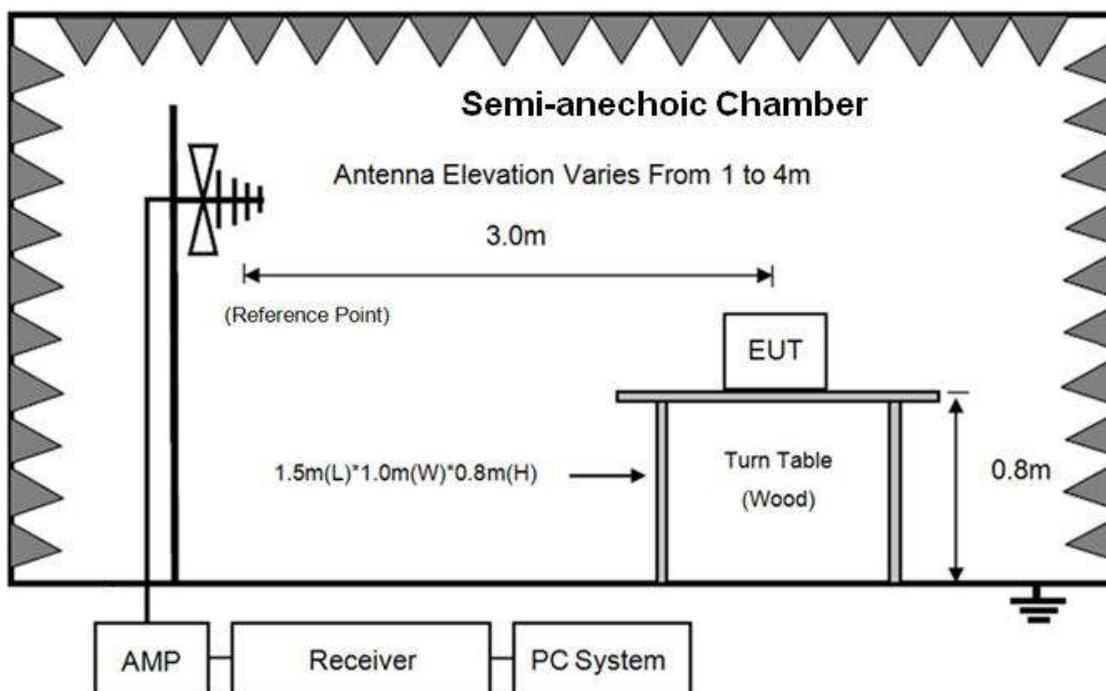 Semi-anechoic Chamber
Antenna Elevation Varies From 1 to 4m
3.0m
(Reference Point)
EUT
1.5m(L)*1.0m(W)*0.8m(H)
Turn Table
(Wood)
0.8m
AMP
Receiver
PC System